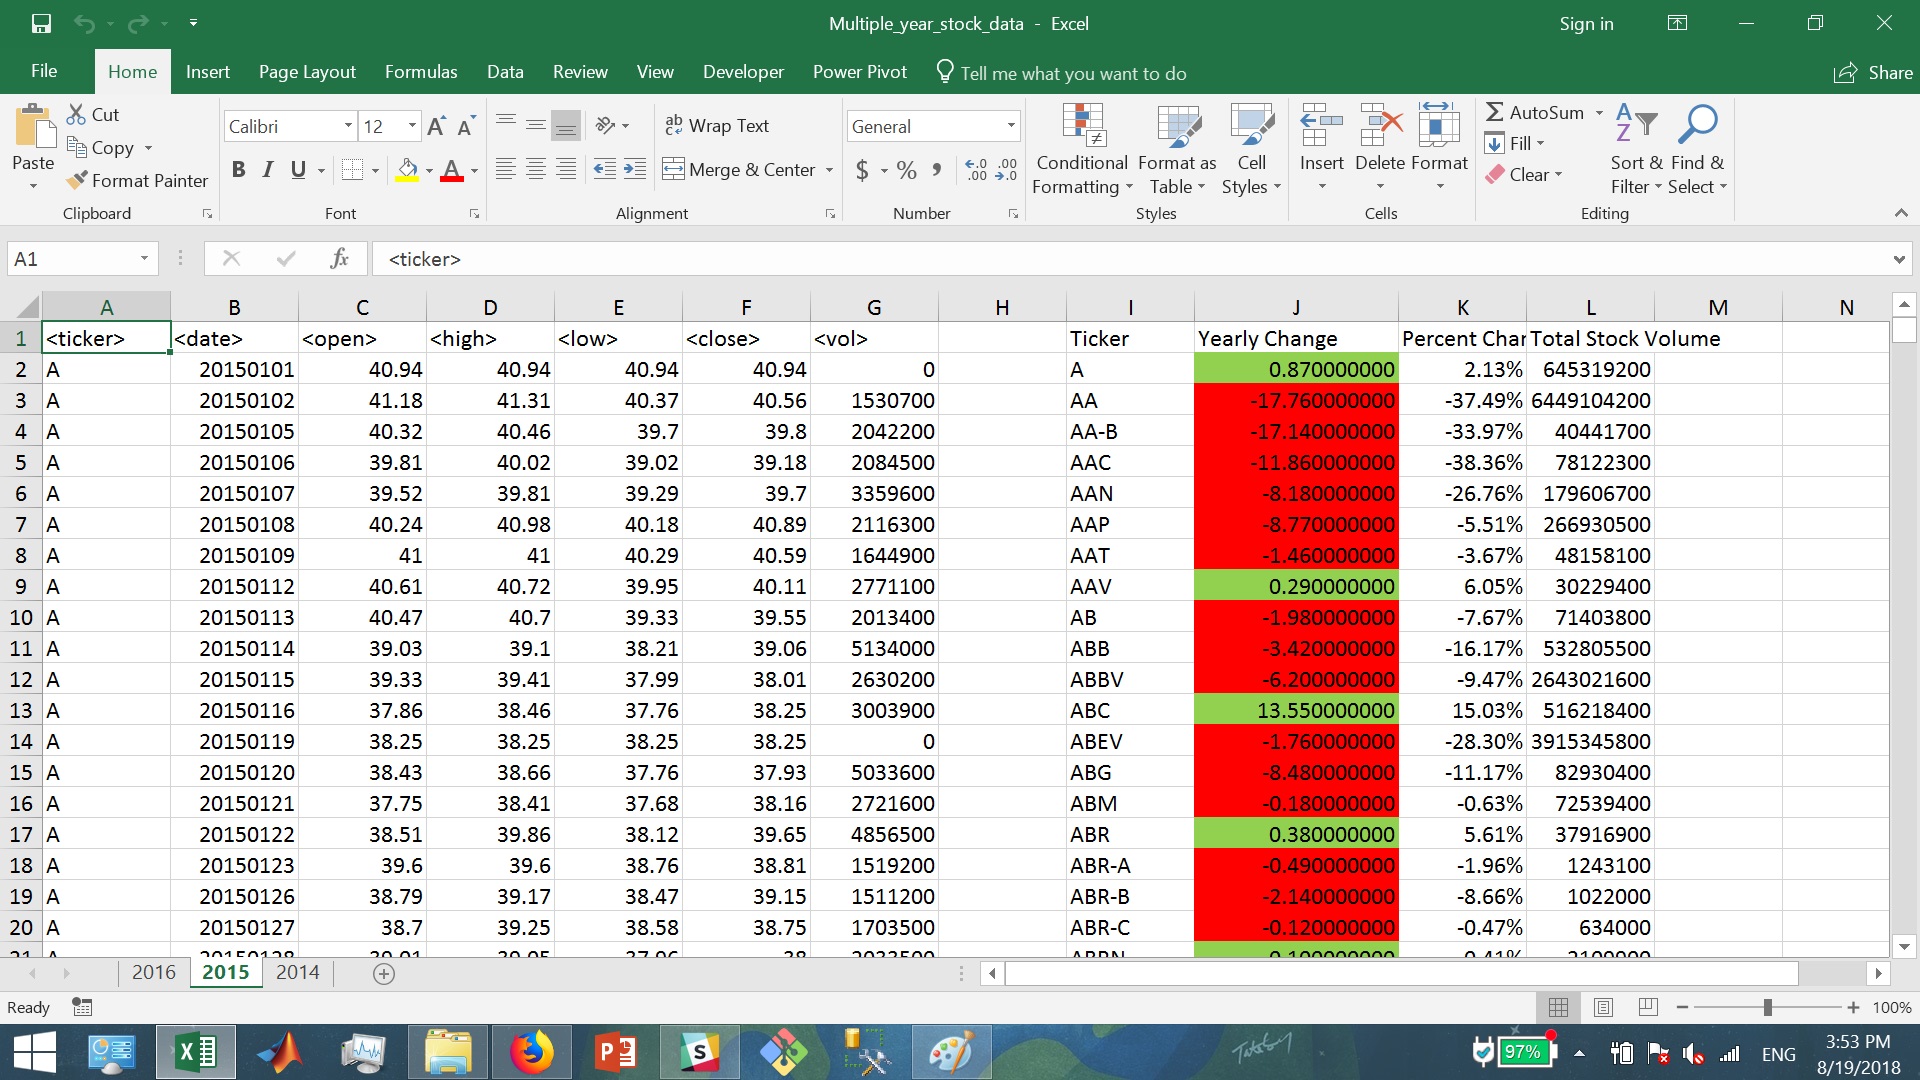 Multiple_year_stock_data - Excel
Sign in
File Home Insert Page Layout Formulas Data Review View Developer Power Pivot Tell me what you want to do Share
Paste
Cut
Copy
Format Painter
Clipboard
Calibri 12
B I U
Font
Wrap Text
Merge & Center
Alignment
General
$ % ,
Number
Conditional Formatting
Format as Table
Cell Styles
Styles
Insert Delete Format
Cells
AutoSum
Fill
Clear
Sort & Filter
Find & Select
Editing
A1 fx <ticker>
A B C D E F G H I J K L M N
1 <ticker> <date> <open> <high> <low> <close> <vol> Ticker Yearly Change Percent Char Total Stock Volume
2 A 20150101 40.94 40.94 40.94 40.94 0 A 0.870000000 2.13% 645319200
3 A 20150102 41.18 41.31 40.37 40.56 1530700 AA -17.760000000 -37.49% 6449104200
4 A 20150105 40.32 40.46 39.7 39.8 2042200 AA-B -17.140000000 -33.97% 40441700
5 A 20150106 39.81 40.02 39.02 39.18 2084500 AAC -11.860000000 -38.36% 78122300
6 A 20150107 39.52 39.81 39.29 39.7 3359600 AAN -8.180000000 -26.76% 179606700
7 A 20150108 40.24 40.98 40.18 40.89 2116300 AAP -8.770000000 -5.51% 266930500
8 A 20150109 41 41 40.29 40.59 1644900 AAT -1.460000000 -3.67% 48158100
9 A 20150112 40.61 40.72 39.95 40.11 2771100 AAV 0.290000000 6.05% 30229400
10 A 20150113 40.47 40.7 39.33 39.55 2013400 AB -1.980000000 -7.67% 71403800
11 A 20150114 39.03 39.1 38.21 39.06 5134000 ABB -3.420000000 -16.17% 532805500
12 A 20150115 39.33 39.41 37.99 38.01 2630200 ABBV -6.200000000 -9.47% 2643021600
13 A 20150116 37.86 38.46 37.76 38.25 3003900 ABC 13.550000000 15.03% 516218400
14 A 20150119 38.25 38.25 38.25 38.25 0 ABEV -1.760000000 -28.30% 3915345800
15 A 20150120 38.43 38.66 37.76 37.93 5033600 ABG -8.480000000 -11.17% 82930400
16 A 20150121 37.75 38.41 37.68 38.16 2721600 ABM -0.180000000 -0.63% 72539400
17 A 20150122 38.51 39.86 38.12 39.65 4856500 ABR 0.380000000 5.61% 37916900
18 A 20150123 39.6 39.6 38.76 38.81 1519200 ABR-A -0.490000000 -1.96% 1243100
19 A 20150126 38.79 39.17 38.47 39.15 1511200 ABR-B -2.140000000 -8.66% 1022000
20 A 20150127 38.7 39.25 38.58 38.75 1703500 ABR-C -0.120000000 -0.47% 634000
2016 2015 2014
Ready 100%
97% ENG
3:53 PM
8/19/2018